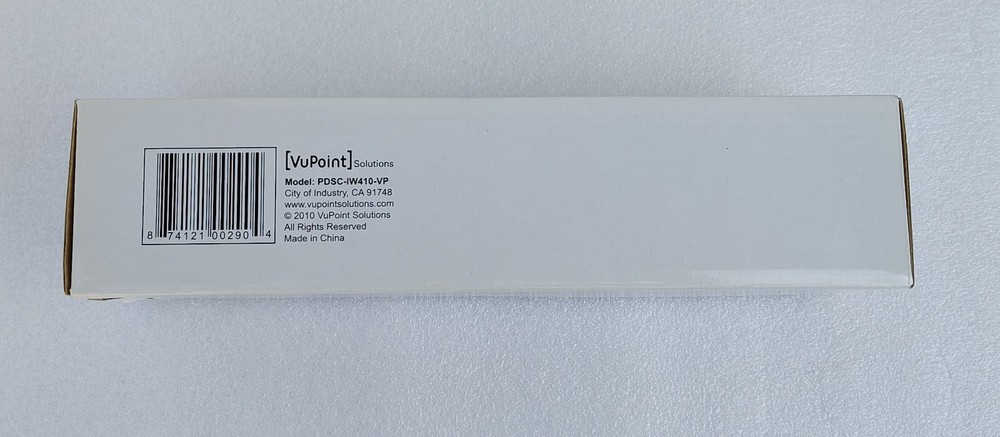 [VuPoint] Solutions
Model: PDSC-IW410-VP
City of Industry, CA 91748
www.vupointsolutions.com
© 2010 VuPoint Solutions
All Rights Reserved
Made in China
8 74121 00290 4